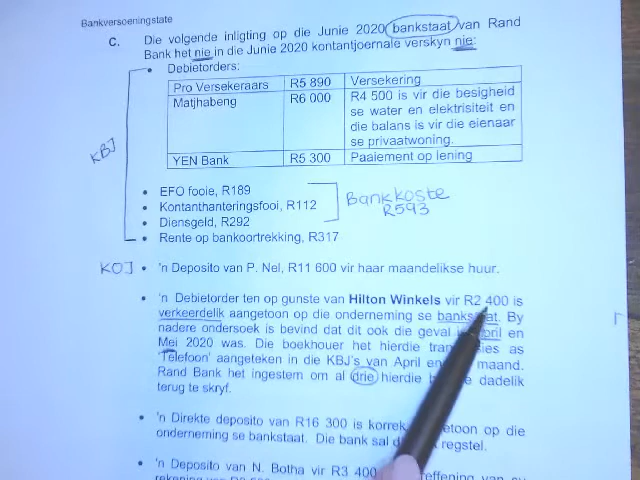 Bankversoeningstate
C. Die volgende inligting op die Junie 2020 bankstaat van Rand
Bank het nie in die Junie 2020 kontantjoernale verskyn nie:
• Debietorders:
Pro Versekeraars R5 890 Versekering
Matjhabeng R6 000 R4 500 is vir die besigheid
se water en elektrisiteit en
die balans is vir die eienaar
se privaatwoning.
YEN Bank R5 300 Paaiement op lening
KBJ
• EFO fooie, R189
• Kontanthanteringsfooi, R112
• Diensgeld, R292
Bankkoste
R593
• Rente op bankoortrekking, R317
KOJ • 'n Deposito van P. Nel, R11 600 vir haar maandelikse huur.
• 'n Debietorder ten op gunste van Hilton Winkels vir R2 400 is
verkeerdelik aangetoon op die onderneming se bankstaat. By
nadere ondersoek is bevind dat dit ook die geval in April en
Mei 2020 was. Die boekhouer het hierdie as
'Telefoon' aangeteken in die KBJ's van April en maand.
Rand Bank het ingestem om al drie hierdie dadelik
terug te skryf.
• 'n Direkte deposito van R16 300 is op die
onderneming se bankstaat. Die bank sal regstel.
• 'n Deposito van N. Botha vir R3 400